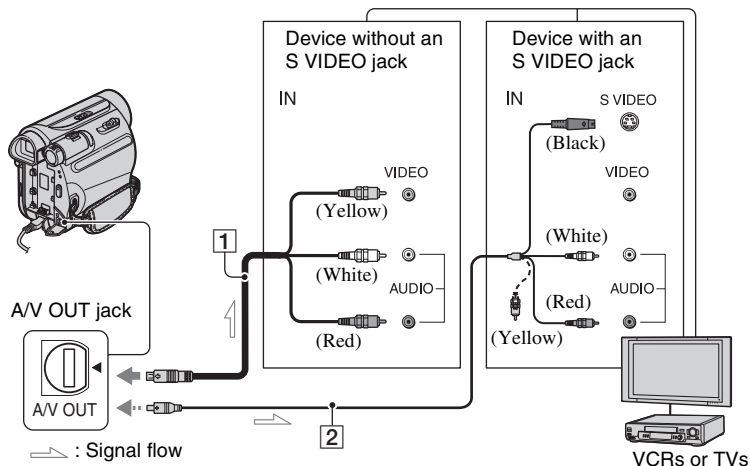 Device without an
S VIDEO jack
IN
VIDEO
(Yellow)
(White)
AUDIO
(Red)
Device with an
S VIDEO jack
IN
S VIDEO
(Black)
VIDEO
(White)
AUDIO
(Red)
(Yellow)
1
A/V OUT jack
A/V OUT
2
: Signal flow
VCRs or TVs